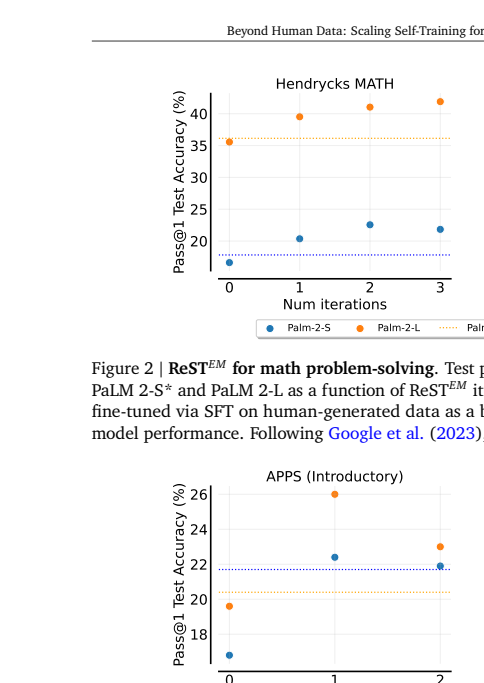 Beyond Human Data: Scaling Self-Training for
Hendrycks MATH
Pass@1 Test Accuracy (%)
40
35
30
25
20
0 1 2 3
Num iterations
Palm-2-S Palm-2-L
Figure 2 | ReST^EM for math problem-solving. Test
PaLM 2-S* and PaLM 2-L as a function of ReST^EM
fine-tuned via SFT on human-generated data as a
model performance. Following Google et al. (2023),
APPS (Introductory)
Pass@1 Test Accuracy (%)
26
24
22
20
18
0 1 2